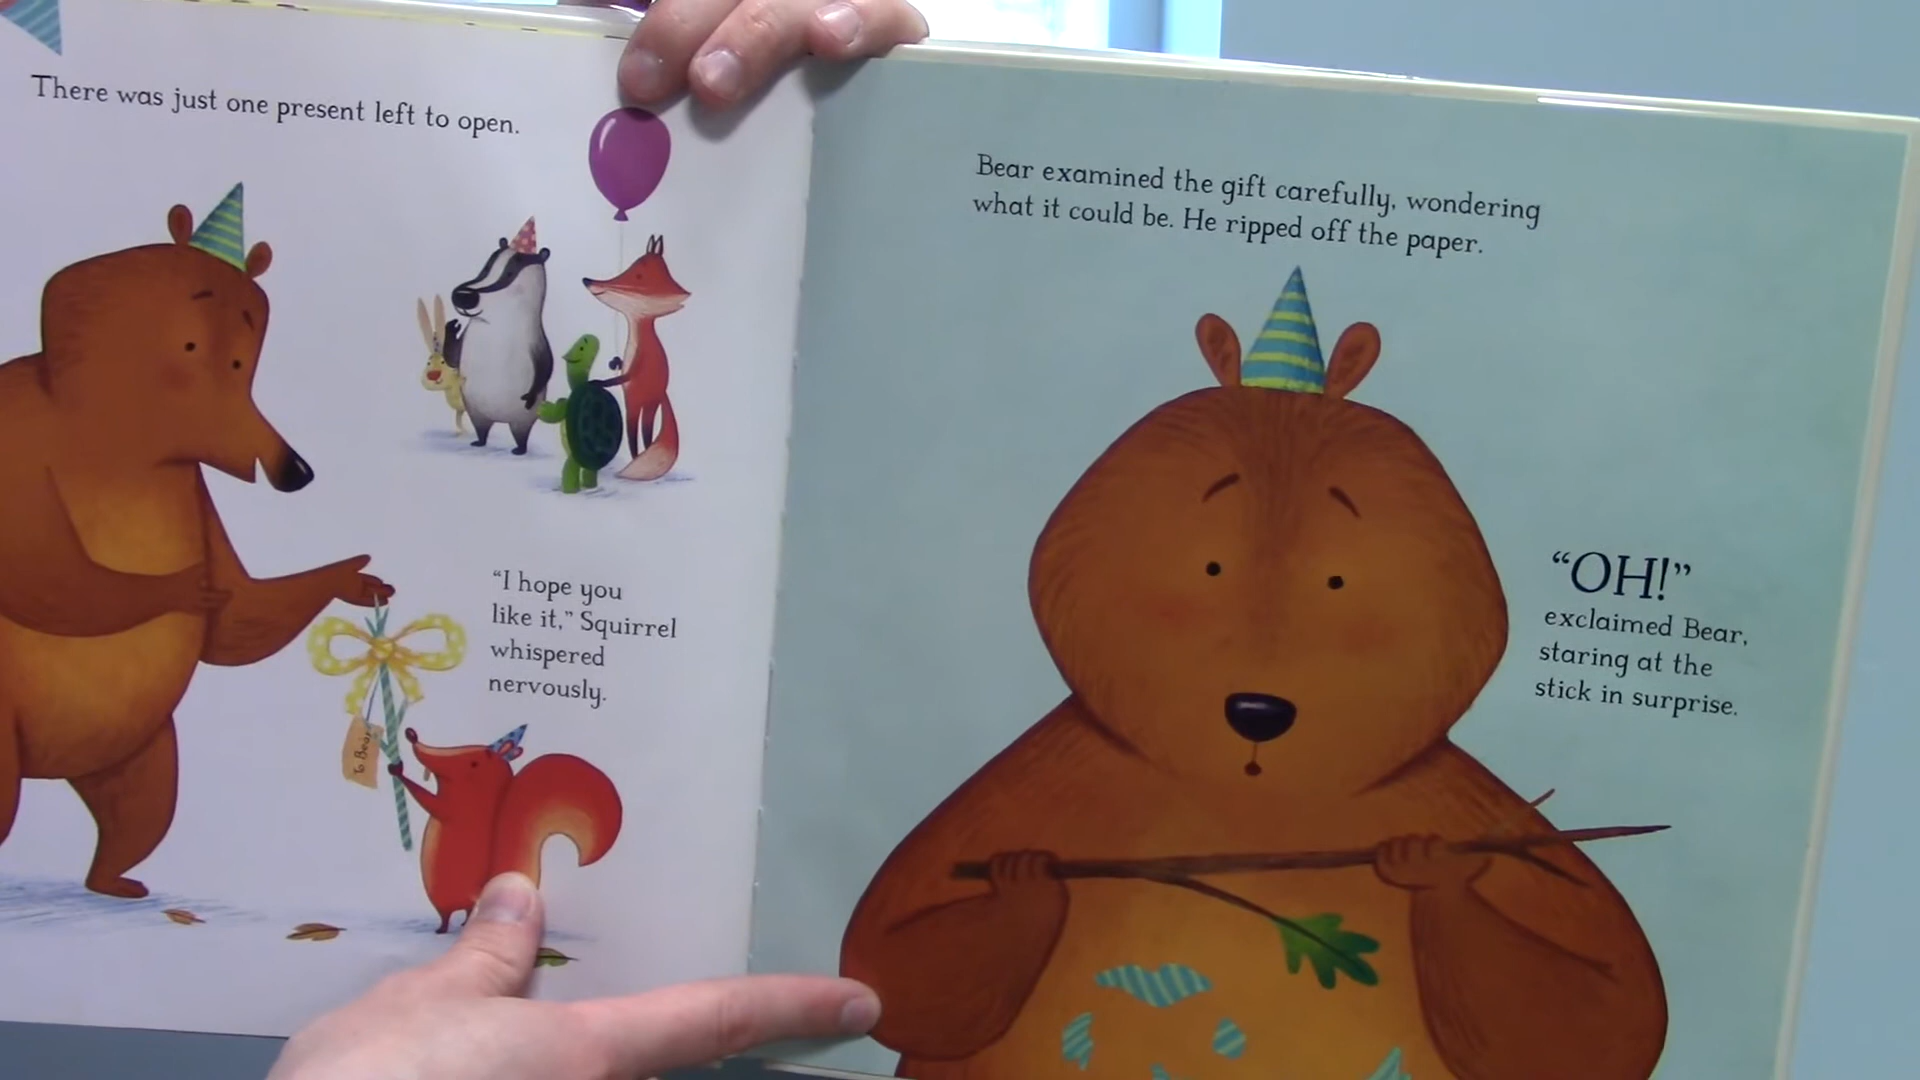 There was just one present left to open.
"I hope you
like it," Squirrel
whispered
nervously.
To Bear
Bear examined the gift carefully, wondering
what it could be. He ripped off the paper.
"OH!"
exclaimed Bear,
staring at the
stick in surprise.